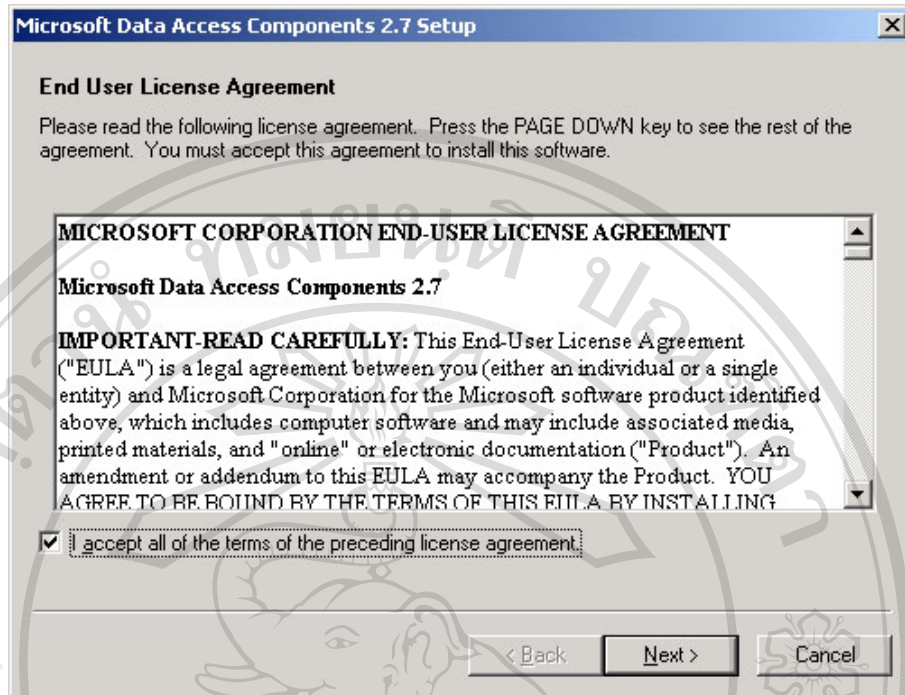 Microsoft Data Access Components 2.7 Setup
End User License Agreement
Please read the following license agreement. Press the PAGE DOWN key to see the rest of the
agreement. You must accept this agreement to install this software.
MICROSOFT CORPORATION END-USER LICENSE AGREEMENT
Microsoft Data Access Components 2.7
IMPORTANT-READ CAREFULLY: This End-User License Agreement
("EULA") is a legal agreement between you (either an individual or a single
entity) and Microsoft Corporation for the Microsoft software product identified
above, which includes computer software and may include associated media,
printed materials, and "online" or electronic documentation ("Product"). An
amendment or addendum to this EULA may accompany the Product. YOU
AGREE TO BE BOUND BY THE TERMS OF THIS EULA BY INSTALLING
I accept all of the terms of the preceding license agreement.
< Back
Next >
Cancel